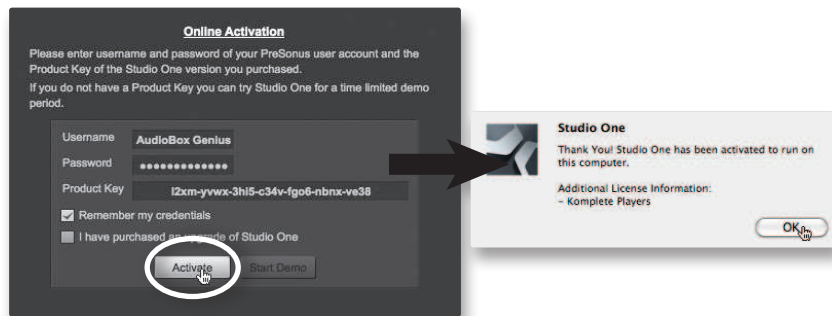 Online Activation
Please enter username and password of your PreSonus user account and the
Product Key of the Studio One version you purchased.
If you do not have a Product Key you can try Studio One for a time limited demo
period.
Username AudioBox Genius
Password •••••••••••••
Product Key l2xm-yvwx-3hi5-c34v-fgo6-nbnx-ve38
Remember my credentials
I have purchased an upgrade of Studio One
Activate Start Demo
Studio One
Thank You! Studio One has been activated to run on
this computer.
Additional License Information:
- Komplete Players
OK